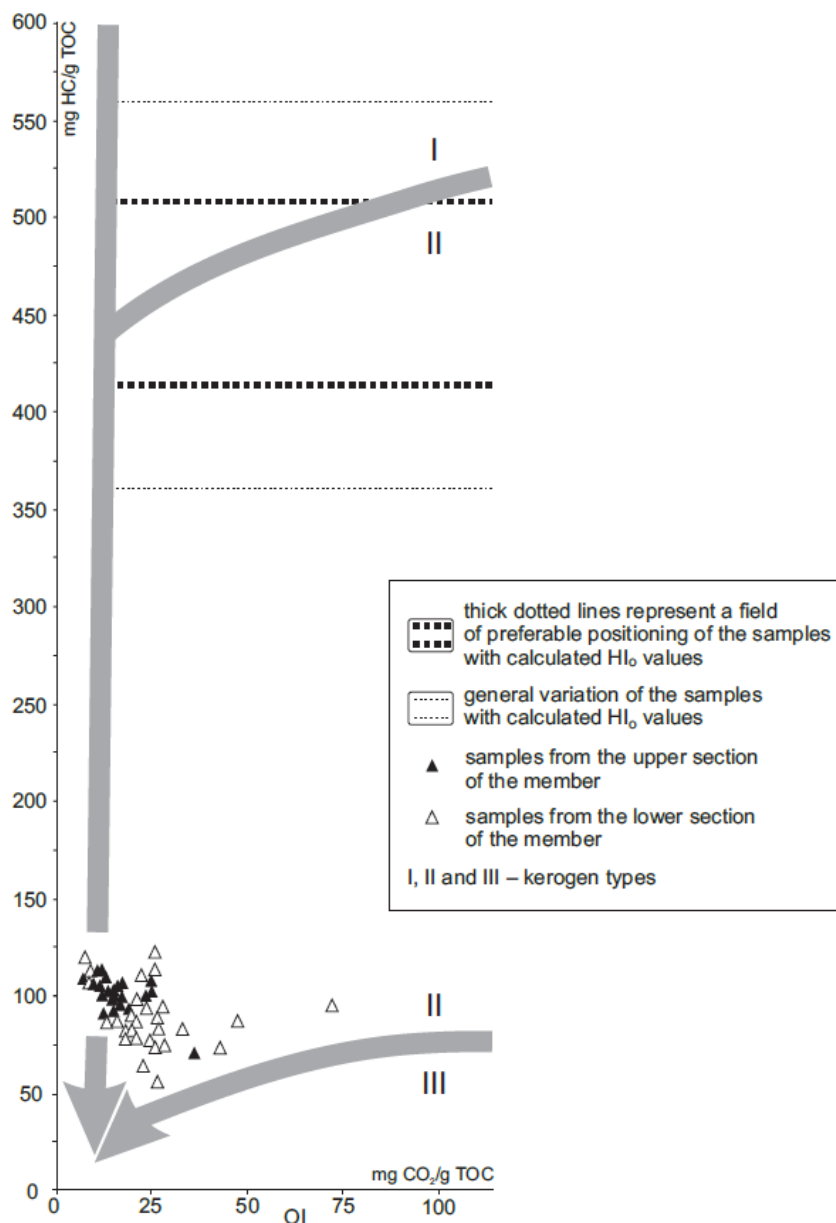 600
mg HC/g TOC
550
I
500
II
450
400
350
300
thick dotted lines represent a field
of preferable positioning of the samples
with calculated HIₒ values
250
general variation of the samples
with calculated HIₒ values
200
samples from the upper section
of the member
samples from the lower section
of the member
150
I, II and III – kerogen types
100
II
50
III
mg CO₂/g TOC
0
0 25 50 75 100
OI